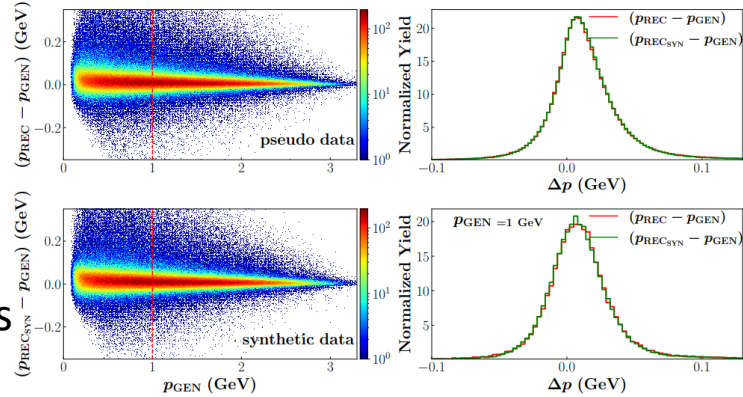 (p_REC − p_GEN) (GeV)
0.2
0.0
−0.2
0
1
2
3
pseudo data
10²
10¹
10⁰
Normalized Yield
20
15
10
5
−0.1
0.0
0.1
Δp (GeV)
(p_REC − p_GEN)
(p_REC_SYN − p_GEN)
(p_REC_SYN − p_GEN) (GeV)
0.2
0.0
−0.2
0
1
2
3
p_GEN (GeV)
synthetic data
10²
10¹
10⁰
Normalized Yield
20
15
10
5
−0.1
0.0
0.1
Δp (GeV)
p_GEN =1 GeV
(p_REC − p_GEN)
(p_REC_SYN − p_GEN)
s